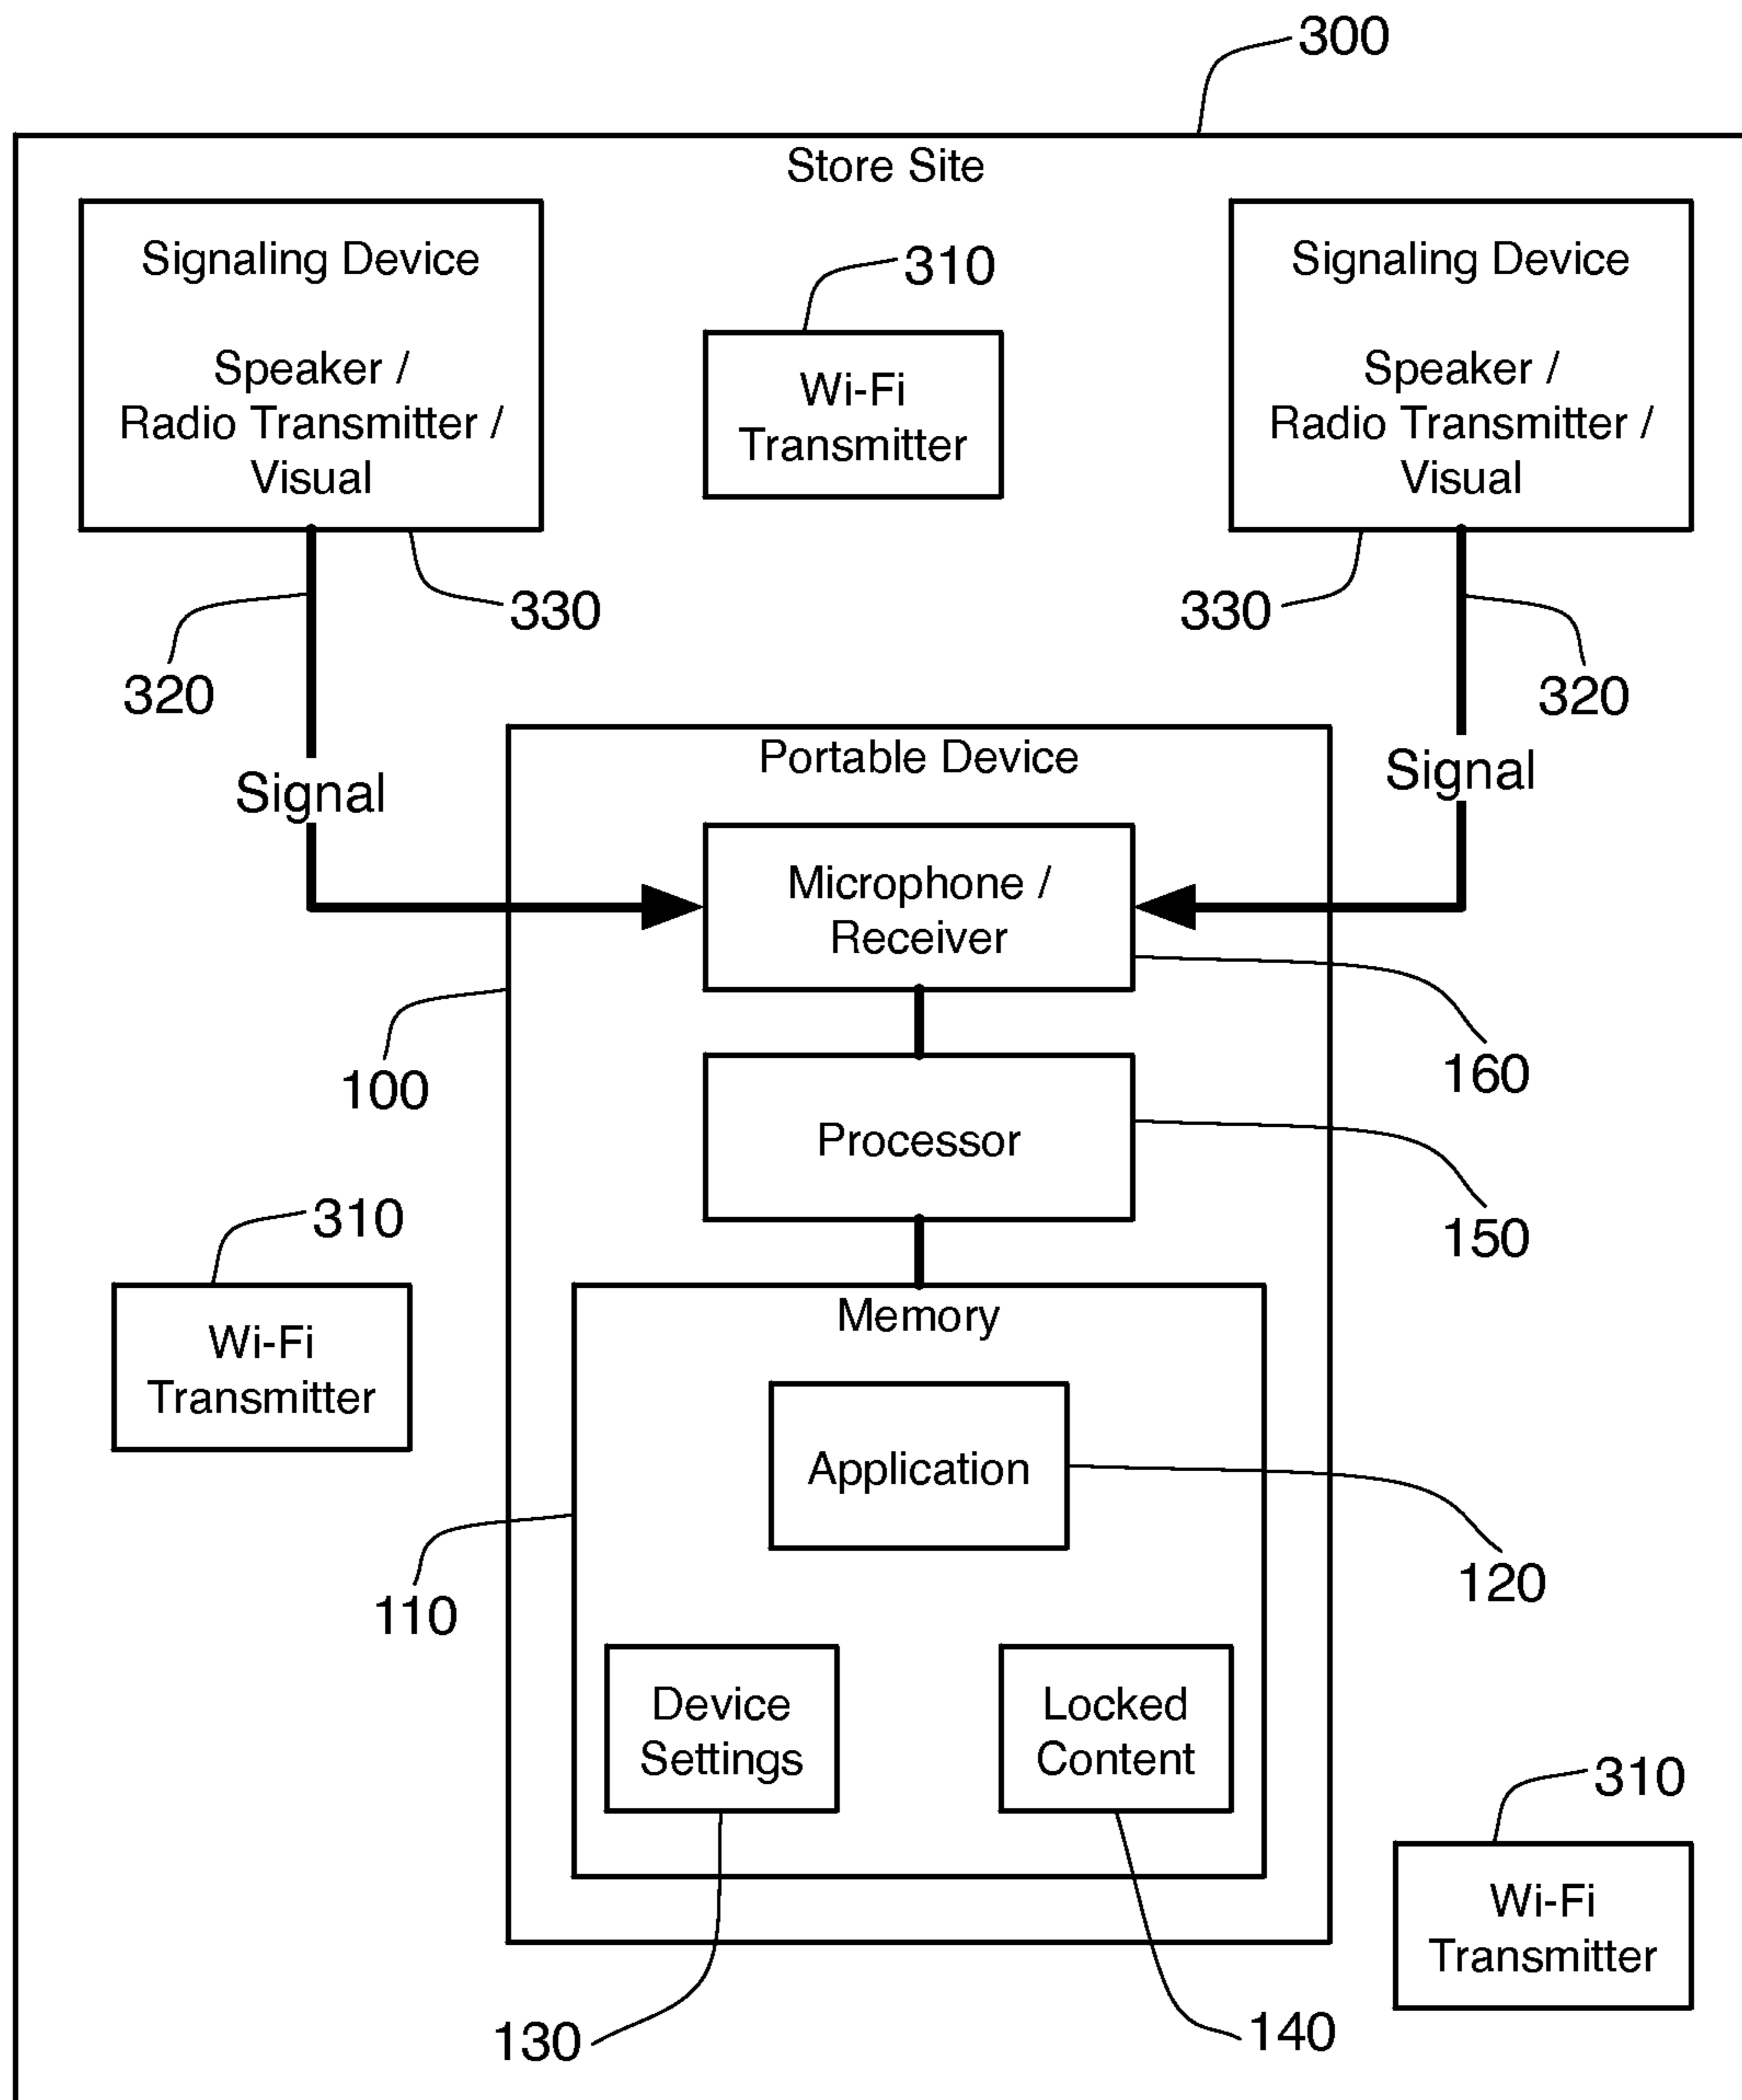 300
Store Site
Signaling Device
Speaker /
Radio Transmitter /
Visual
310
Wi-Fi
Transmitter
Signaling Device
Speaker /
Radio Transmitter /
Visual
320
330
330
320
Signal
Signal
Portable Device
Microphone /
Receiver
100
160
Processor
150
310
Wi-Fi
Transmitter
Memory
Application
110
120
Device
Settings
Locked
Content
310
Wi-Fi
Transmitter
130
140